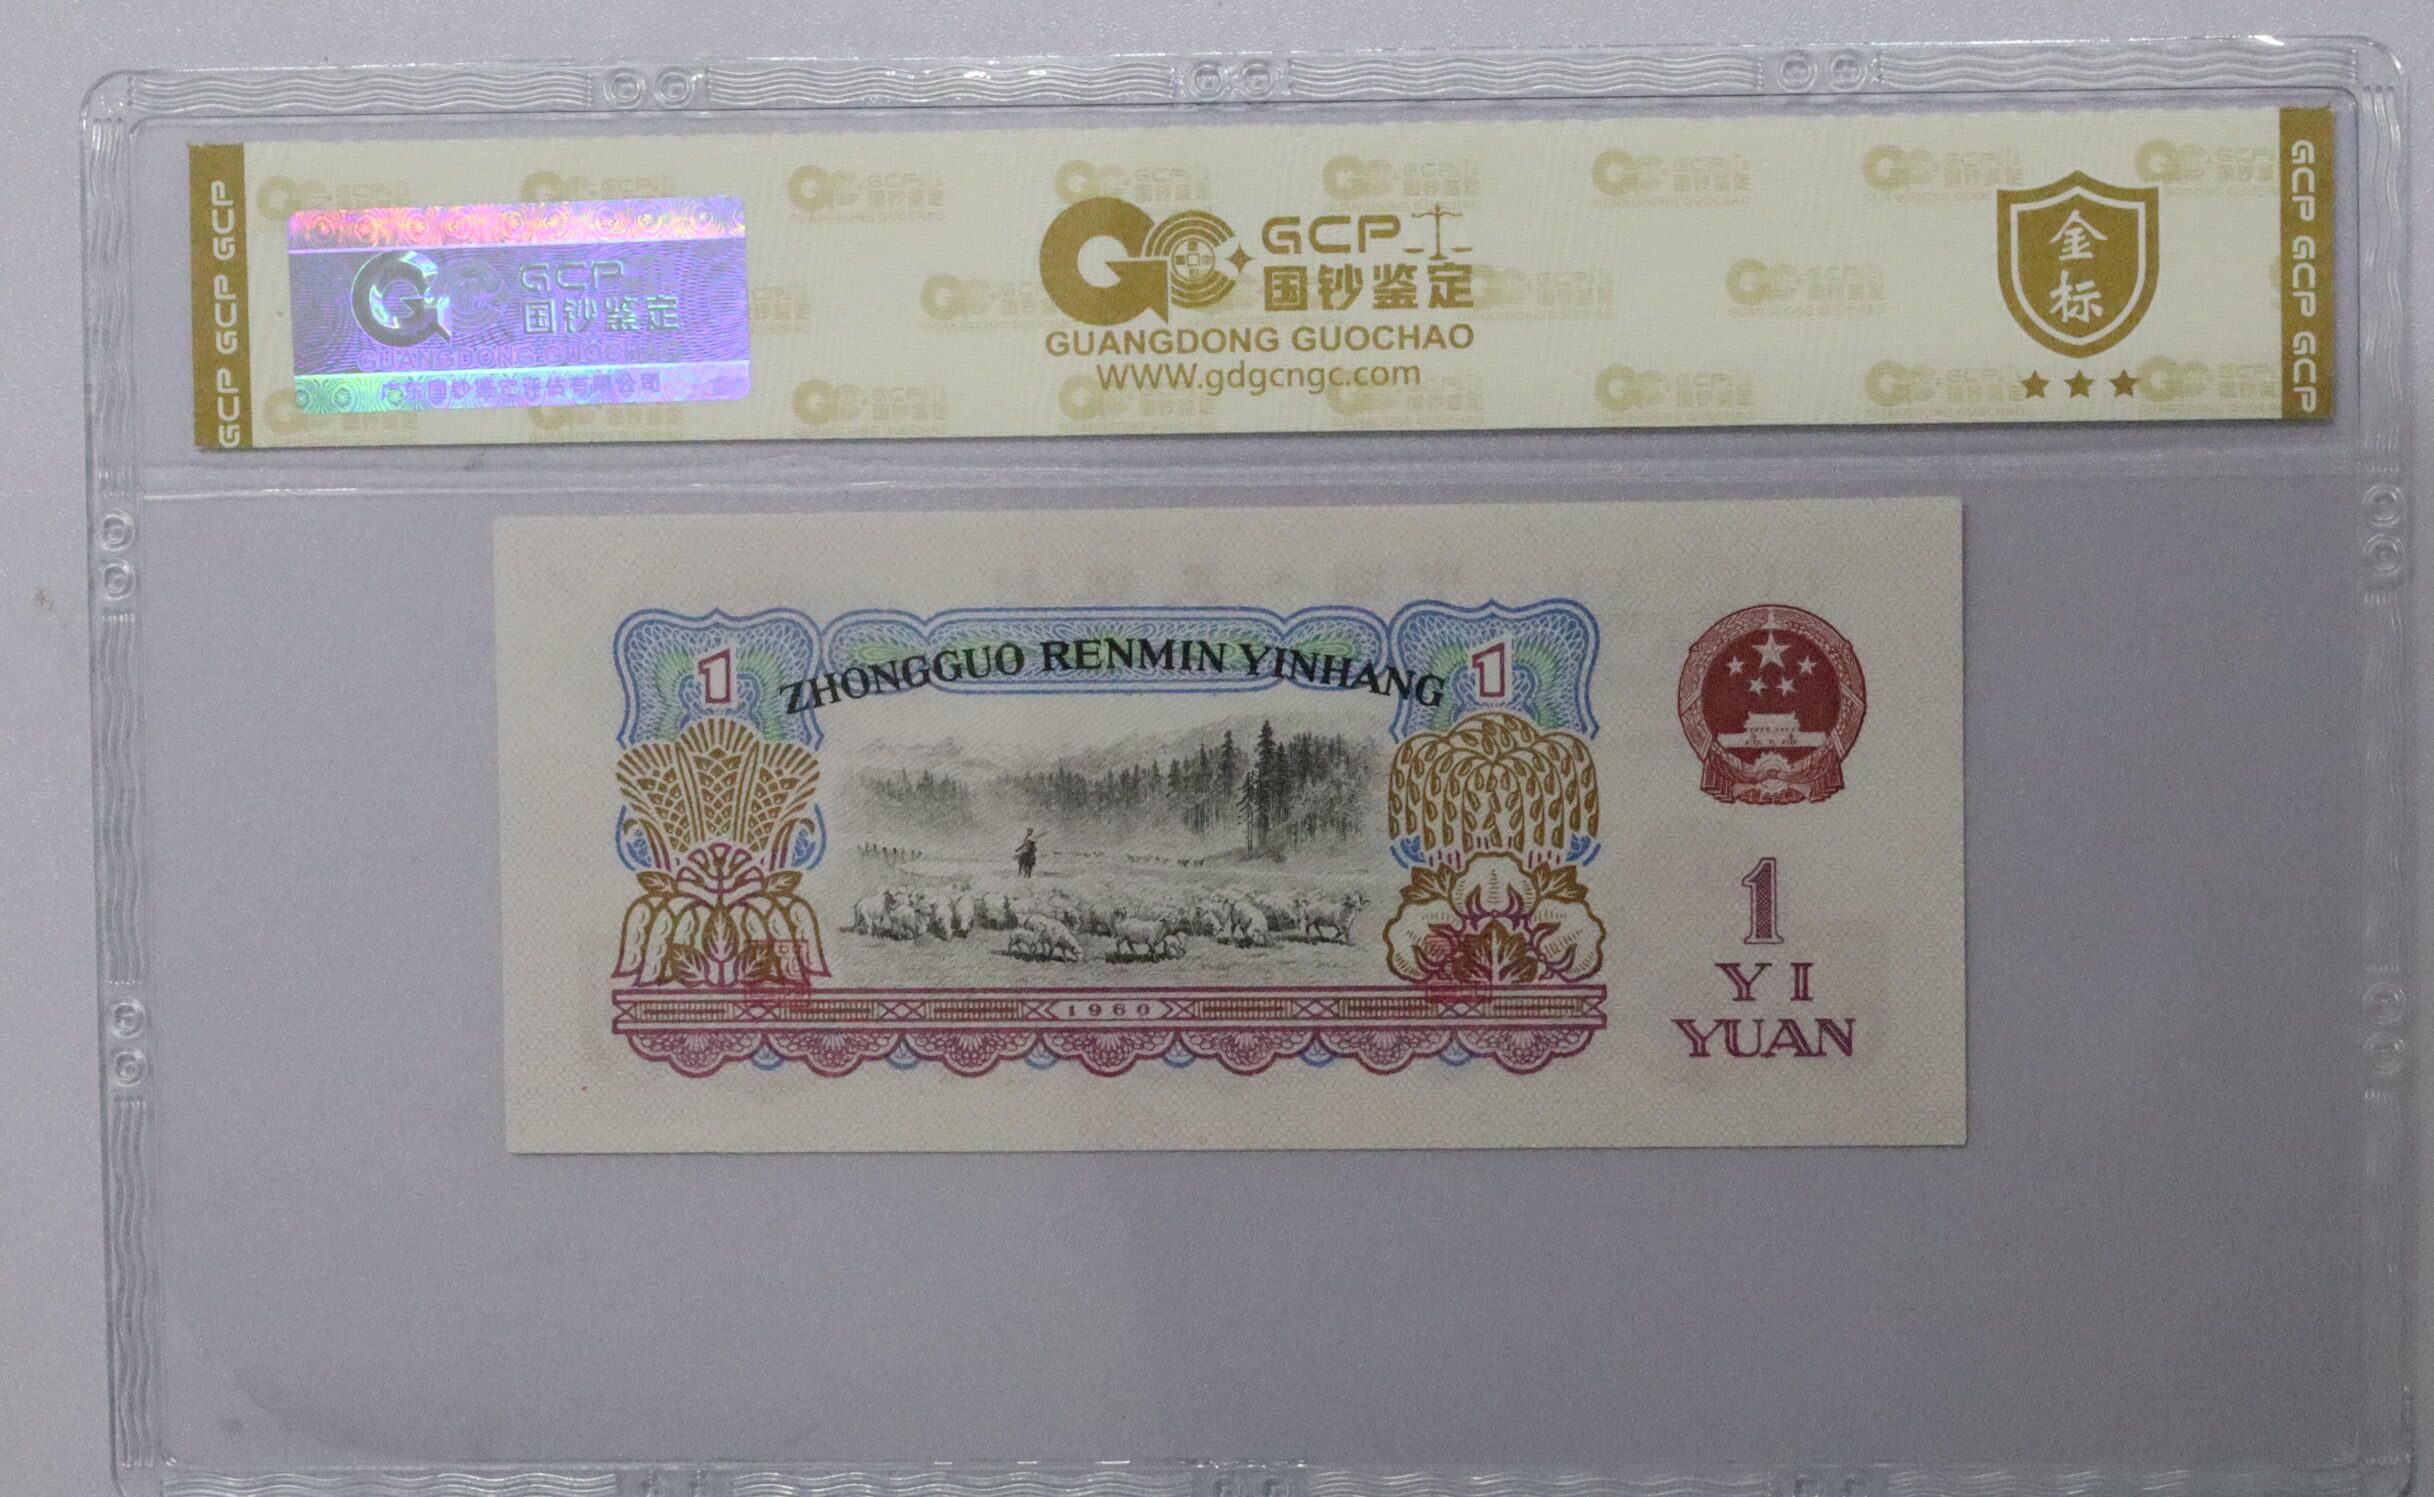 GCP GCP GCP
GCP
国钞鉴定
GUANGDONG GUOCHAO
广东国钞鉴定评估有限公司
GCP
国钞鉴定
GUANGDONG GUOCHAO
WWW.gdgcngc.com
金
标
GCP GCP GCP
1
ZHONGGUO RENMIN YINHANG
1
1960
1
YI
YUAN